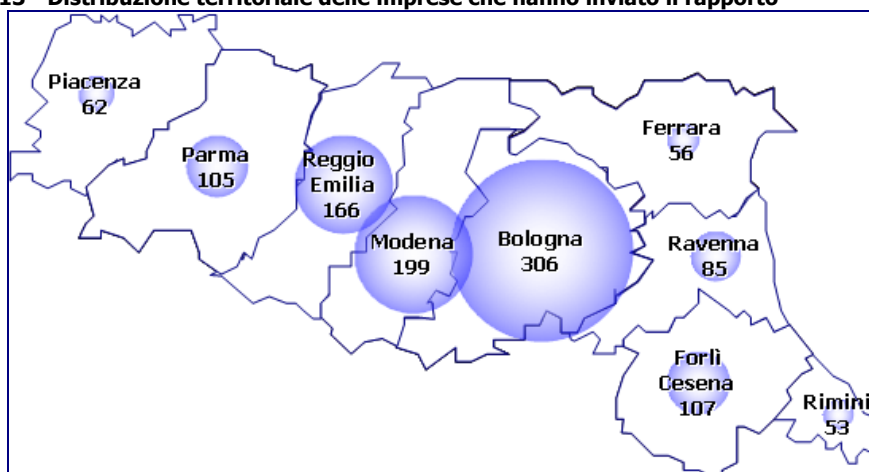 13 Distribuzione territoriale delle imprese che hanno inviato il rapporto
Piacenza
62
Parma
105
Reggio
Emilia
166
Modena
199
Bologna
306
Ferrara
56
Ravenna
85
Forlì
Cesena
107
Rimini
53